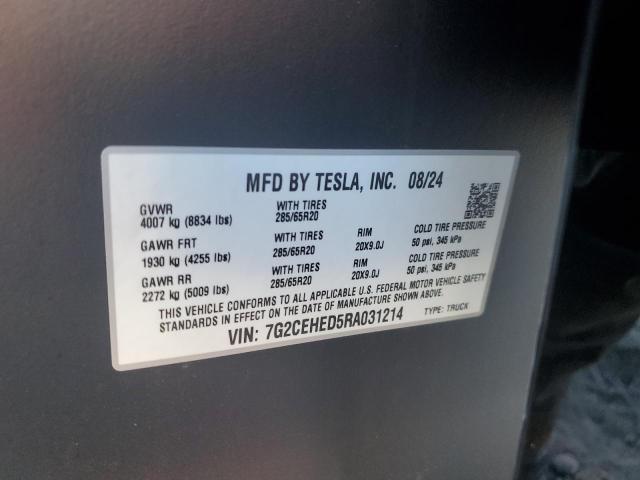 MFD BY TESLA, INC. 08/24
GVWR WITH TIRES
4007 kg (8834 lbs) 285/65R20
GAWR FRT WITH TIRES RIM COLD TIRE PRESSURE
1930 kg (4255 lbs) 285/65R20 20X9.0J 50 psi, 345 kPa
GAWR RR WITH TIRES RIM COLD TIRE PRESSURE
2272 kg (5009 lbs) 285/65R20 20X9.0J 50 psi, 345 kPa
THIS VEHICLE CONFORMS TO ALL APPLICABLE U.S. FEDERAL MOTOR VEHICLE SAFETY
STANDARDS IN EFFECT ON THE DATE OF MANUFACTURE SHOWN ABOVE.
VIN: 7G2CEHED5RA031214 TYPE: TRUCK